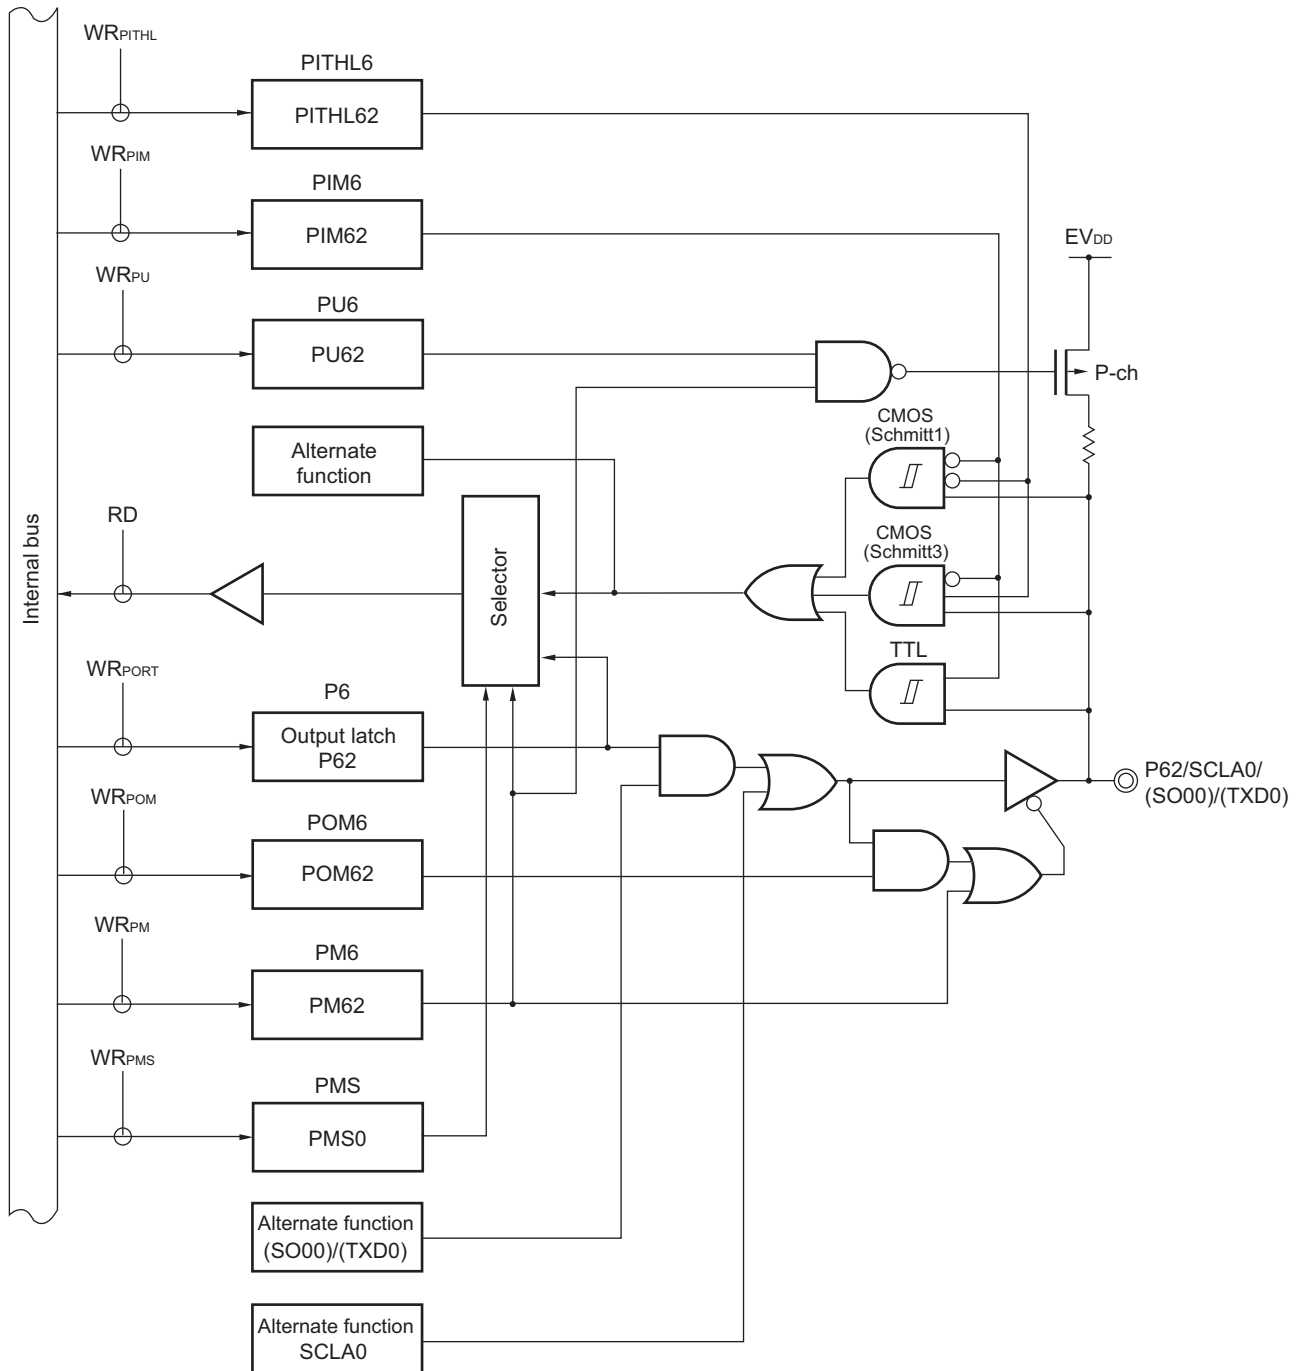 WRPITHL
PITHL6
PITHL62
WRPIM
PIM6
PIM62
EVDD
WRPU
PU6
PU62
P-ch
CMOS
(Schmitt1)
Alternate
function
RD
Selector
CMOS
(Schmitt3)
Internal bus
TTL
WRPORT
P6
Output latch
P62
P62/SCLA0/
(SO00)/(TXD0)
WRPOM
POM6
POM62
WRPM
PM6
PM62
WRPMS
PMS
PMS0
Alternate function
(SO00)/(TXD0)
Alternate function
SCLA0